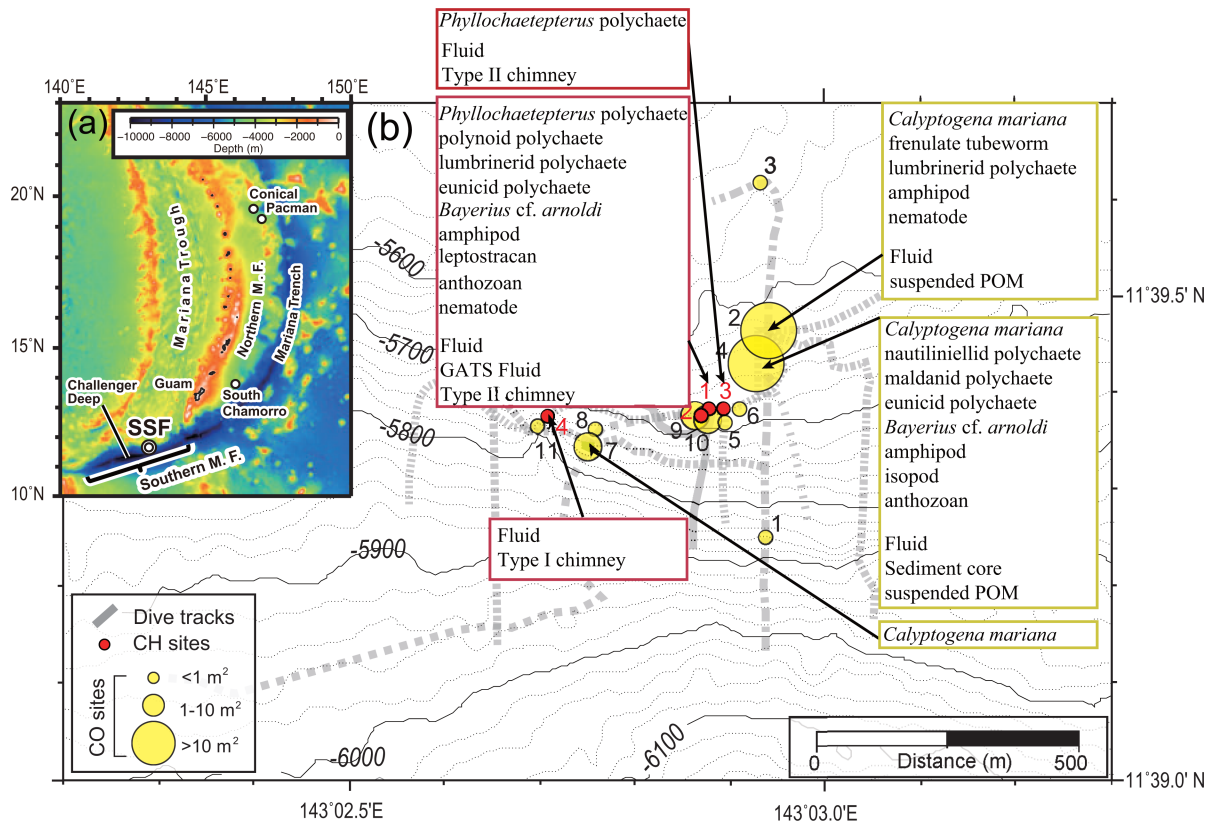 140˚E
145˚E
150˚E
(a)
−10000 −8000 −6000 −4000 −2000 0
Depth (m)
20˚N
15˚N
10˚N
Conical
Pacman
Mariana Trough
Northern M. F.
Mariana Trench
Guam
South
Chamorro
Challenger
Deep
SSF
Southern M. F.
(b)
Phyllochaetepterus polychaete
Fluid
Type II chimney
Phyllochaetepterus polychaete
polynoid polychaete
lumbrinerid polychaete
eunicid polychaete
Bayerius cf. arnoldi
amphipod
leptostracan
anthozoan
nematode
Fluid
GATS Fluid
Type II chimney
Calyptogena mariana
frenulate tubeworm
lumbrinerid polychaete
amphipod
nematode
Fluid
suspended POM
Calyptogena mariana
nautiliniellid polychaete
maldanid polychaete
eunicid polychaete
Bayerius cf. arnoldi
amphipod
isopod
anthozoan
Fluid
Sediment core
suspended POM
Calyptogena mariana
Fluid
Type I chimney
3
2
4
1 3
2
6
5
9
10
8
7
4
11
1
-5600
-5700
-5800
-5900
-6000
-6100
11˚39.5' N
11˚39.0' N
143˚02.5'E
143˚03.0'E
Dive tracks
CH sites
CO sites
<1 m²
1-10 m²
>10 m²
0 500
Distance (m)